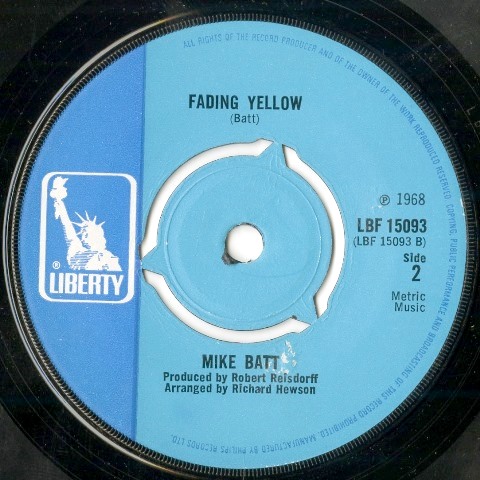 ALL RIGHTS OF THE RECORD PRODUCER AND OF THE OWNER OF THE WORK REPRODUCED RESERVED. COPYING, PUBLIC PERFORMANCE AND BROADCASTING OF THIS RECORD PROHIBITED. MANUFACTURED BY PHILIPS RECORDS LTD.
FADING YELLOW
(Batt)
℗ 1968
LBF 15093
(LBF 15093 B)
Side
2
Metric
Music
® LIBERTY
MIKE BATT
Produced by Robert Reisdorff
Arranged by Richard Hewson